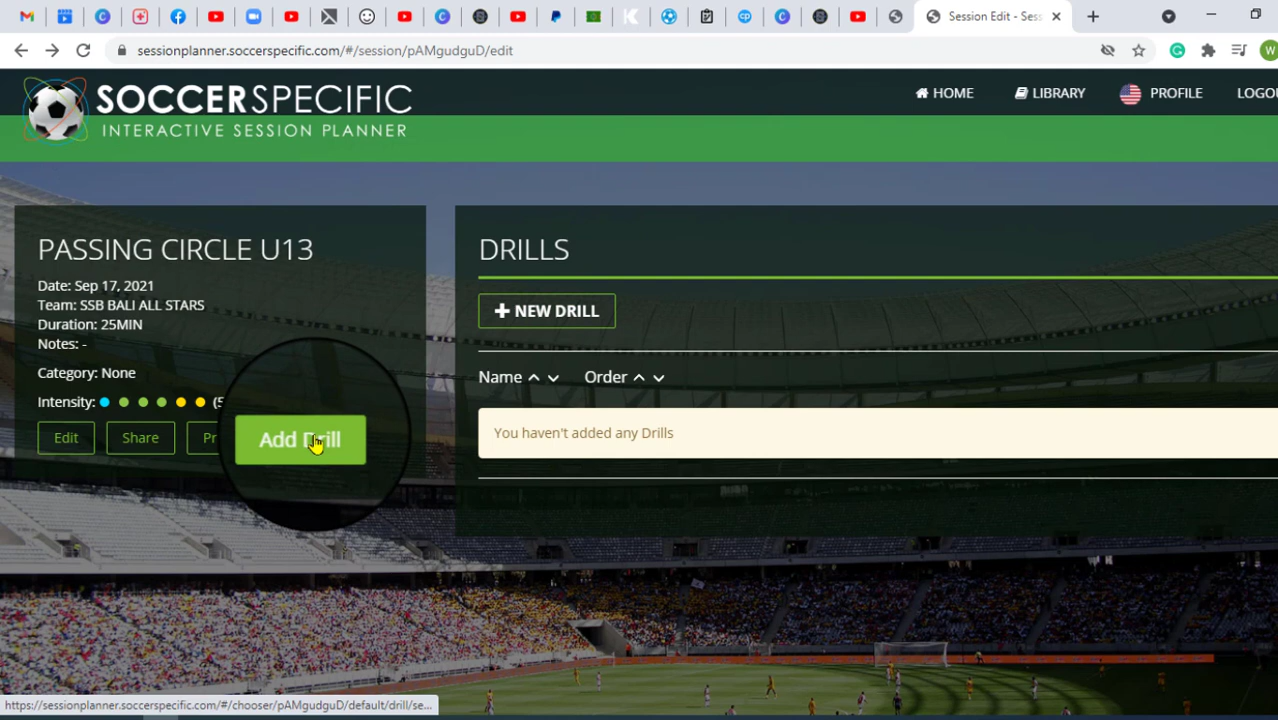 Session Edit - Sess
sessionplanner.soccerspecific.com/#/session/pAMgudguD/edit
W
SOCCERSPECIFIC
INTERACTIVE SESSION PLANNER
HOME
LIBRARY
PROFILE
LOGOU
PASSING CIRCLE U13
Date: Sep 17, 2021
Team: SSB BALI ALL STARS
Duration: 25MIN
Notes: -
Category: None
Intensity: (5
Edit
Share
Pr
Add Drill
DRILLS
+ NEW DRILL
Name
Order
You haven't added any Drills
https://sessionplanner.soccerspecific.com/#/chooser/pAMgudguD/default/drill/se...